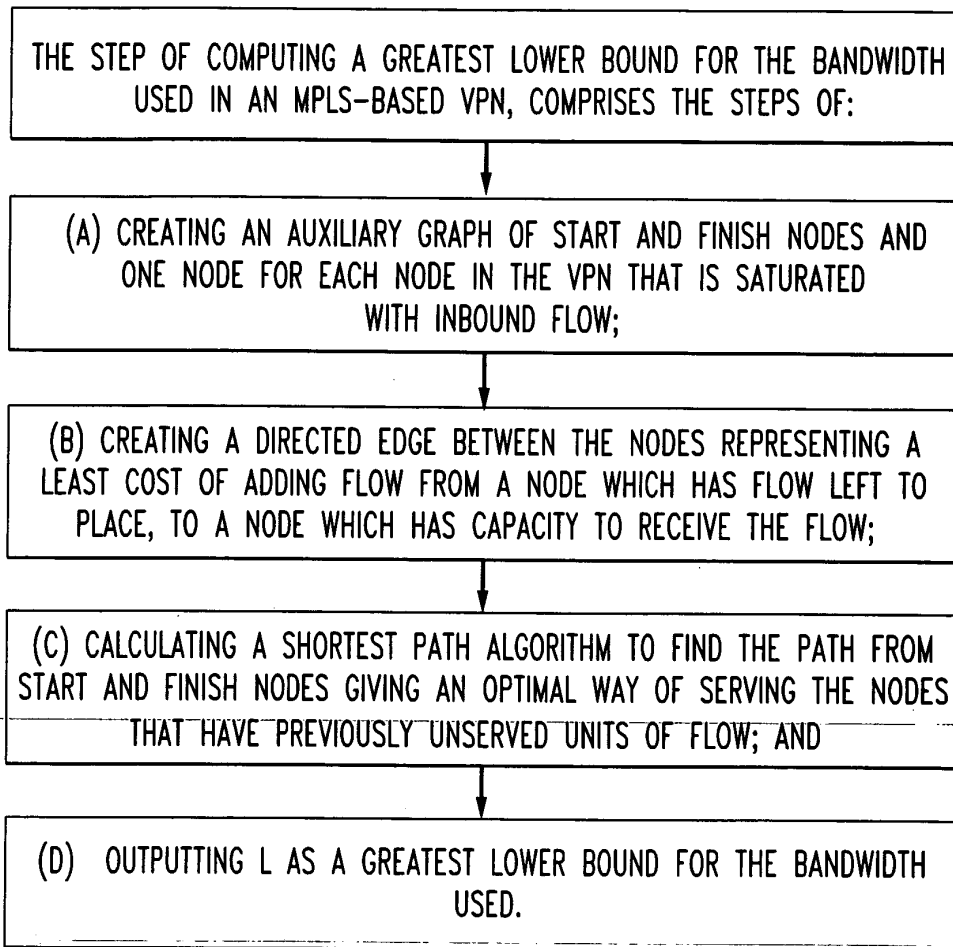 THE STEP OF COMPUTING A GREATEST LOWER BOUND FOR THE BANDWIDTH
USED IN AN MPLS-BASED VPN, COMPRISES THE STEPS OF:
(A) CREATING AN AUXILIARY GRAPH OF START AND FINISH NODES AND
ONE NODE FOR EACH NODE IN THE VPN THAT IS SATURATED
WITH INBOUND FLOW;
(B) CREATING A DIRECTED EDGE BETWEEN THE NODES REPRESENTING A
LEAST COST OF ADDING FLOW FROM A NODE WHICH HAS FLOW LEFT TO
PLACE, TO A NODE WHICH HAS CAPACITY TO RECEIVE THE FLOW;
(C) CALCULATING A SHORTEST PATH ALGORITHM TO FIND THE PATH FROM
START AND FINISH NODES GIVING AN OPTIMAL WAY OF SERVING THE NODES
THAT HAVE PREVIOUSLY UNSERVED UNITS OF FLOW; AND
(D) OUTPUTTING L AS A GREATEST LOWER BOUND FOR THE BANDWIDTH
USED.